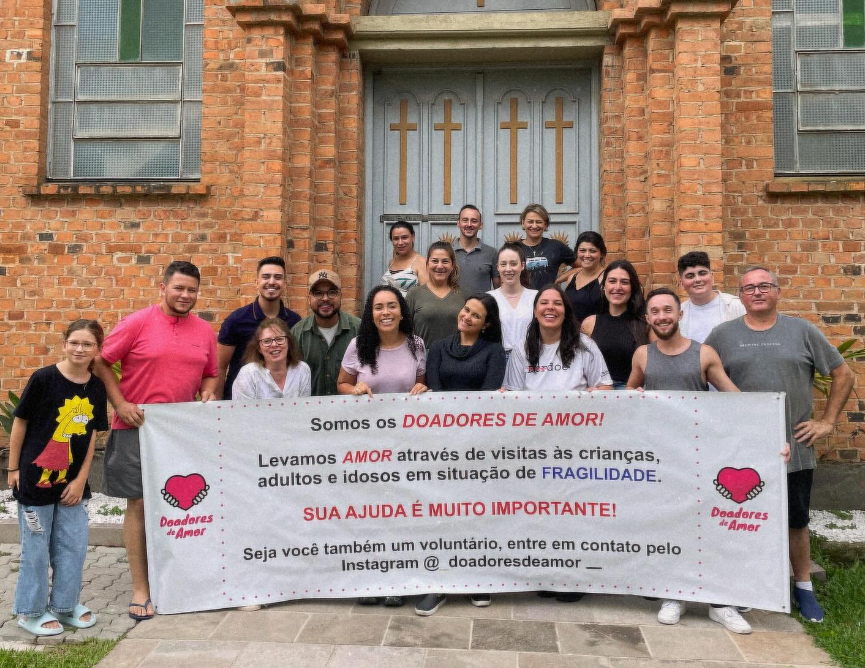 Somos os DOADORES DE AMOR!
Levamos AMOR através de visitas às crianças,
adultos e idosos em situação de FRAGILIDADE.
SUA AJUDA É MUITO IMPORTANTE!
Seja você também um voluntário, entre em contato pelo
Instagram @_doadoresdeamor __
Doadores
de Amor
Doadores
de Amor